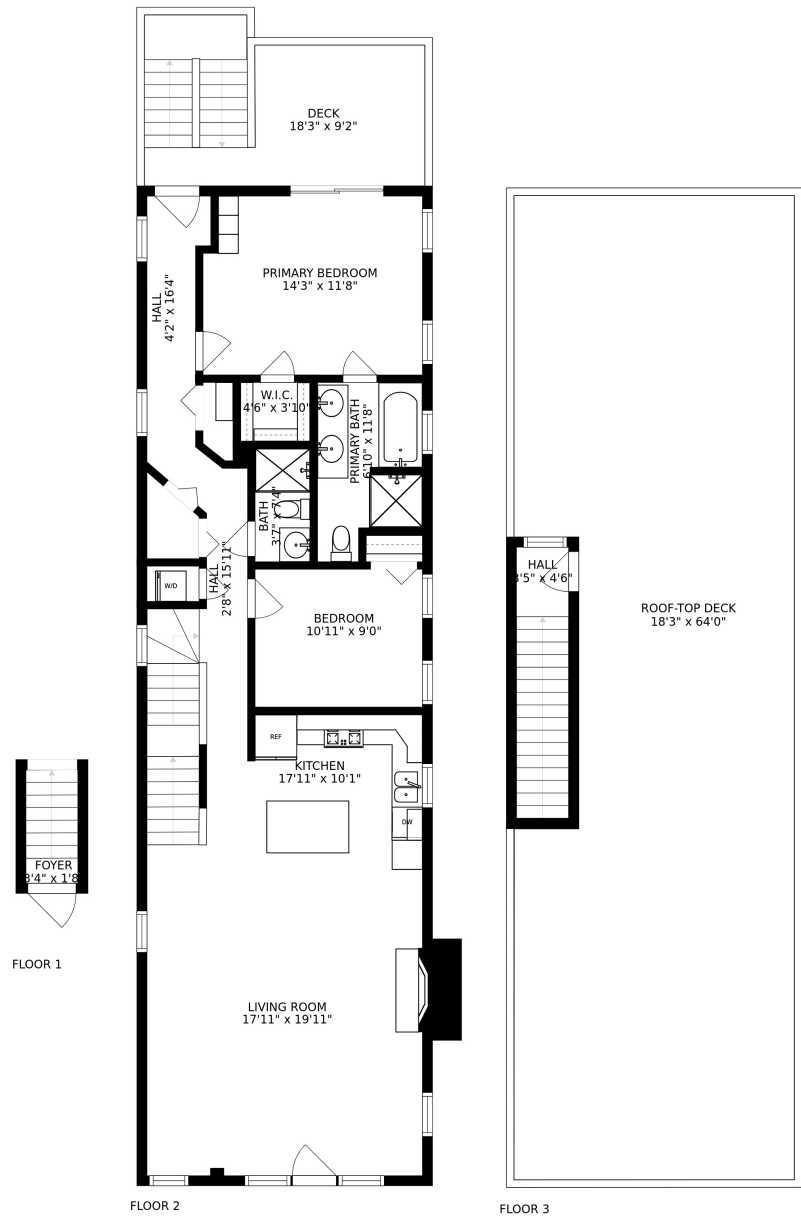 DECK
18'3" x 9'2"
PRIMARY BEDROOM
14'3" x 11'8"
HALL
4'2" x 16'4"
W.I.C.
4'6" x 3'10"
PRIMARY BATH
6'10" x 11'8"
BATH
3'7" x 7'4"
HALL
2'8" x 15'11"
W/D
BEDROOM
10'11" x 9'0"
REF
KITCHEN
17'11" x 10'1"
DW
LIVING ROOM
17'11" x 19'11"
FLOOR 2
FOYER
3'4" x 1'8"
FLOOR 1
HALL
3'5" x 4'6"
ROOF-TOP DECK
18'3" x 64'0"
FLOOR 3